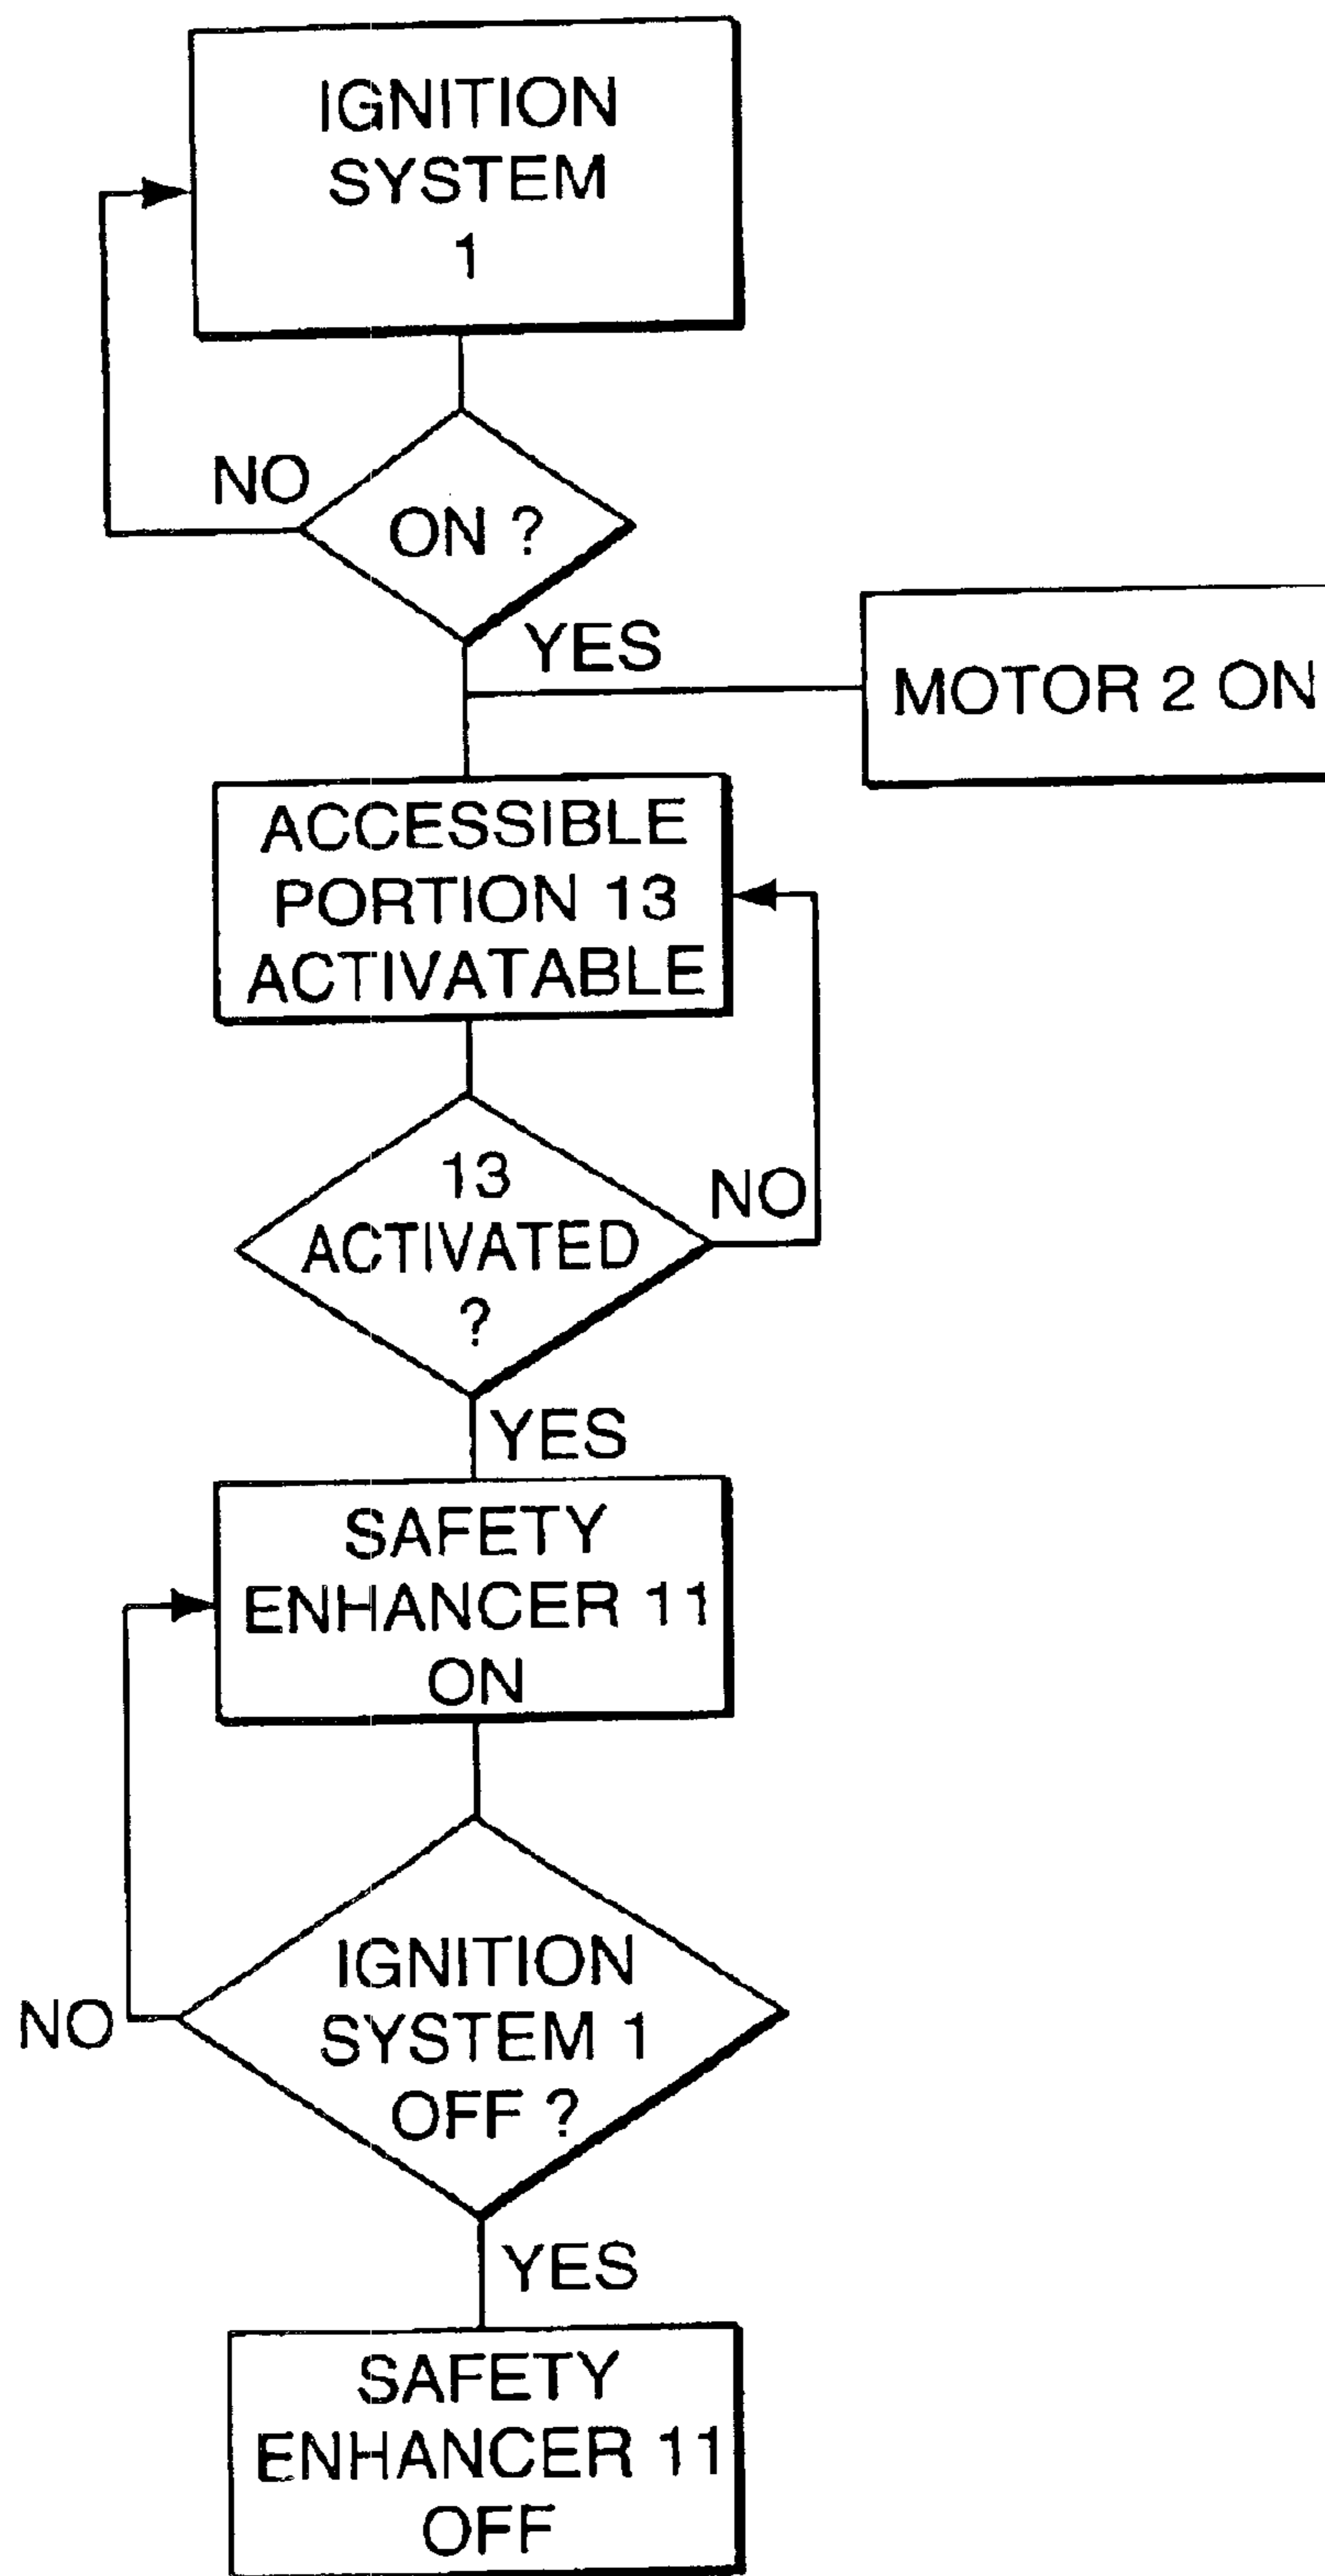 IGNITION
SYSTEM
1
NO
ON ?
YES
MOTOR 2 ON
ACCESSIBLE
PORTION 13
ACTIVATABLE
13
ACTIVATED
?
NO
YES
SAFETY
ENHANCER 11
ON
IGNITION
SYSTEM 1
OFF ?
NO
YES
SAFETY
ENHANCER 11
OFF